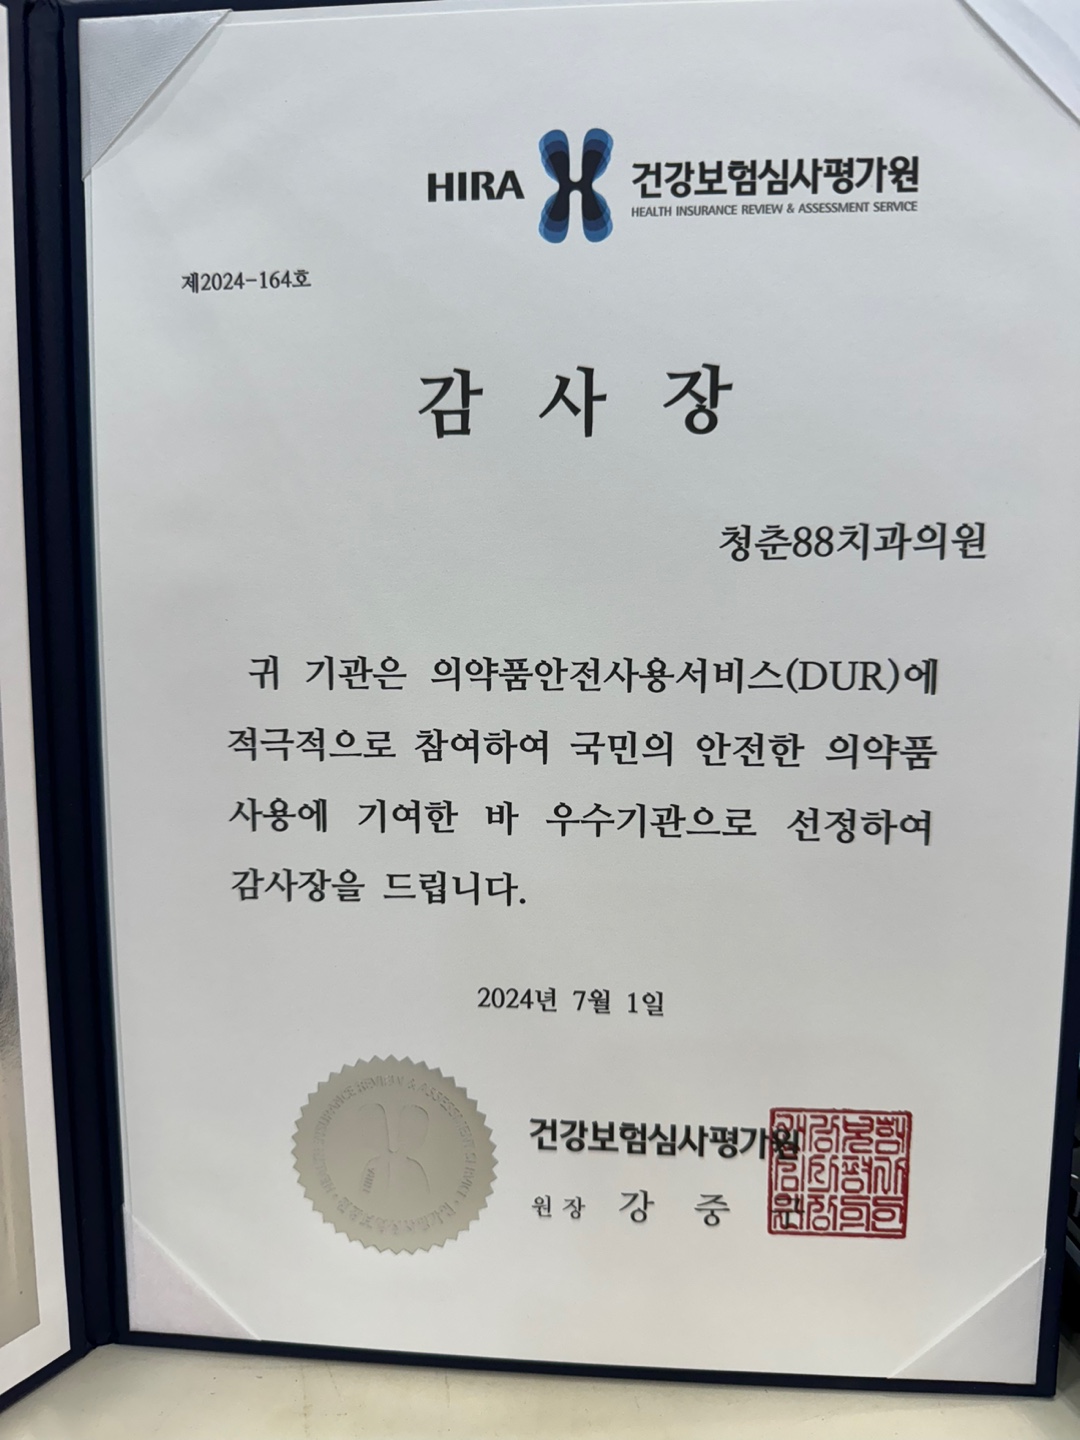 HIRA 건강보험심사평가원
HEALTH INSURANCE REVIEW & ASSESSMENT SERVICE
제2024-164호
감 사 장
청춘88치과의원
귀 기관은 의약품안전사용서비스(DUR)에
적극적으로 참여하여 국민의 안전한 의약품
사용에 기여한 바 우수기관으로 선정하여
감사장을 드립니다.
2024년 7월 1일
건강보험심사평가원
원장 강 중 구